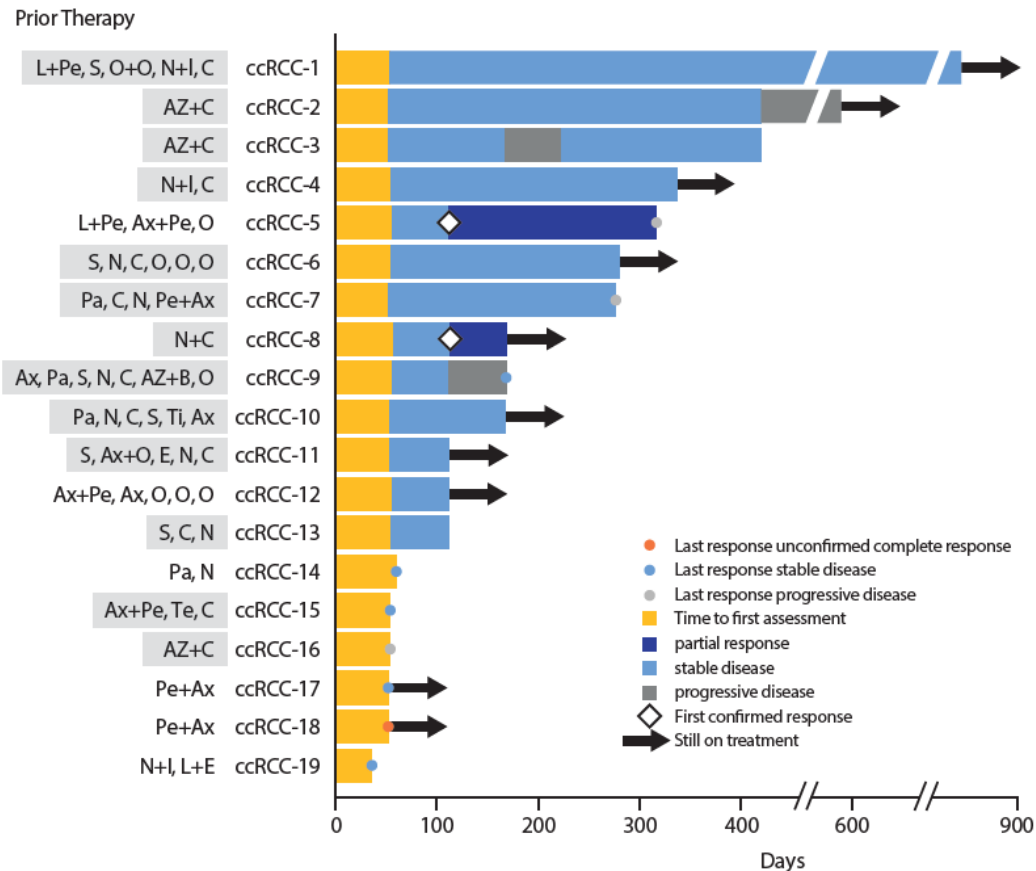 Prior Therapy
L+Pe, S, O+O, N+I, C ccRCC-1
AZ+C ccRCC-2
AZ+C ccRCC-3
N+I, C ccRCC-4
L+Pe, Ax+Pe, O ccRCC-5
S, N, C, O, O, O ccRCC-6
Pa, C, N, Pe+Ax ccRCC-7
N+C ccRCC-8
Ax, Pa, S, N, C, AZ+B, O ccRCC-9
Pa, N, C, S, Ti, Ax ccRCC-10
S, Ax+O, E, N, C ccRCC-11
Ax+Pe, Ax, O, O, O ccRCC-12
S, C, N ccRCC-13
Pa, N ccRCC-14
Ax+Pe, Te, C ccRCC-15
AZ+C ccRCC-16
Pe+Ax ccRCC-17
Pe+Ax ccRCC-18
N+I, L+E ccRCC-19
Last response unconfirmed complete response
Last response stable disease
Last response progressive disease
Time to first assessment
partial response
stable disease
progressive disease
First confirmed response
Still on treatment
0 100 200 300 400 600 900
Days